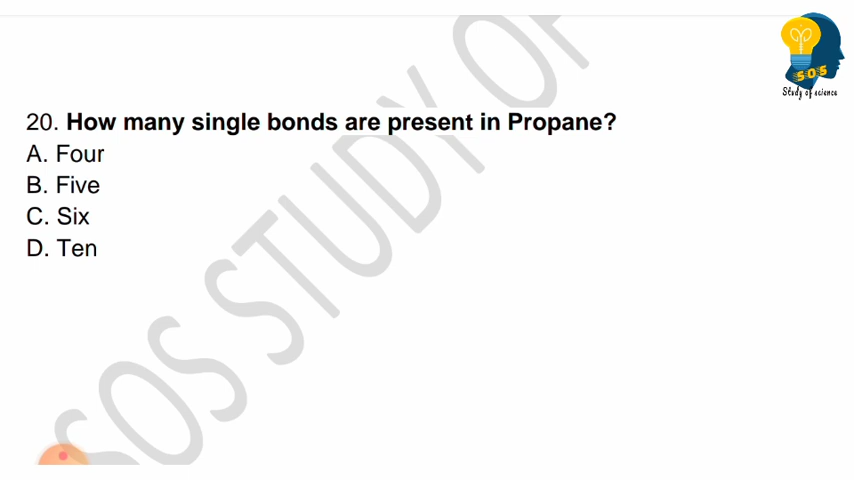 S O S
Study of science
20. How many single bonds are present in Propane?
A. Four
B. Five
C. Six
D. Ten
SOS STUDY OF